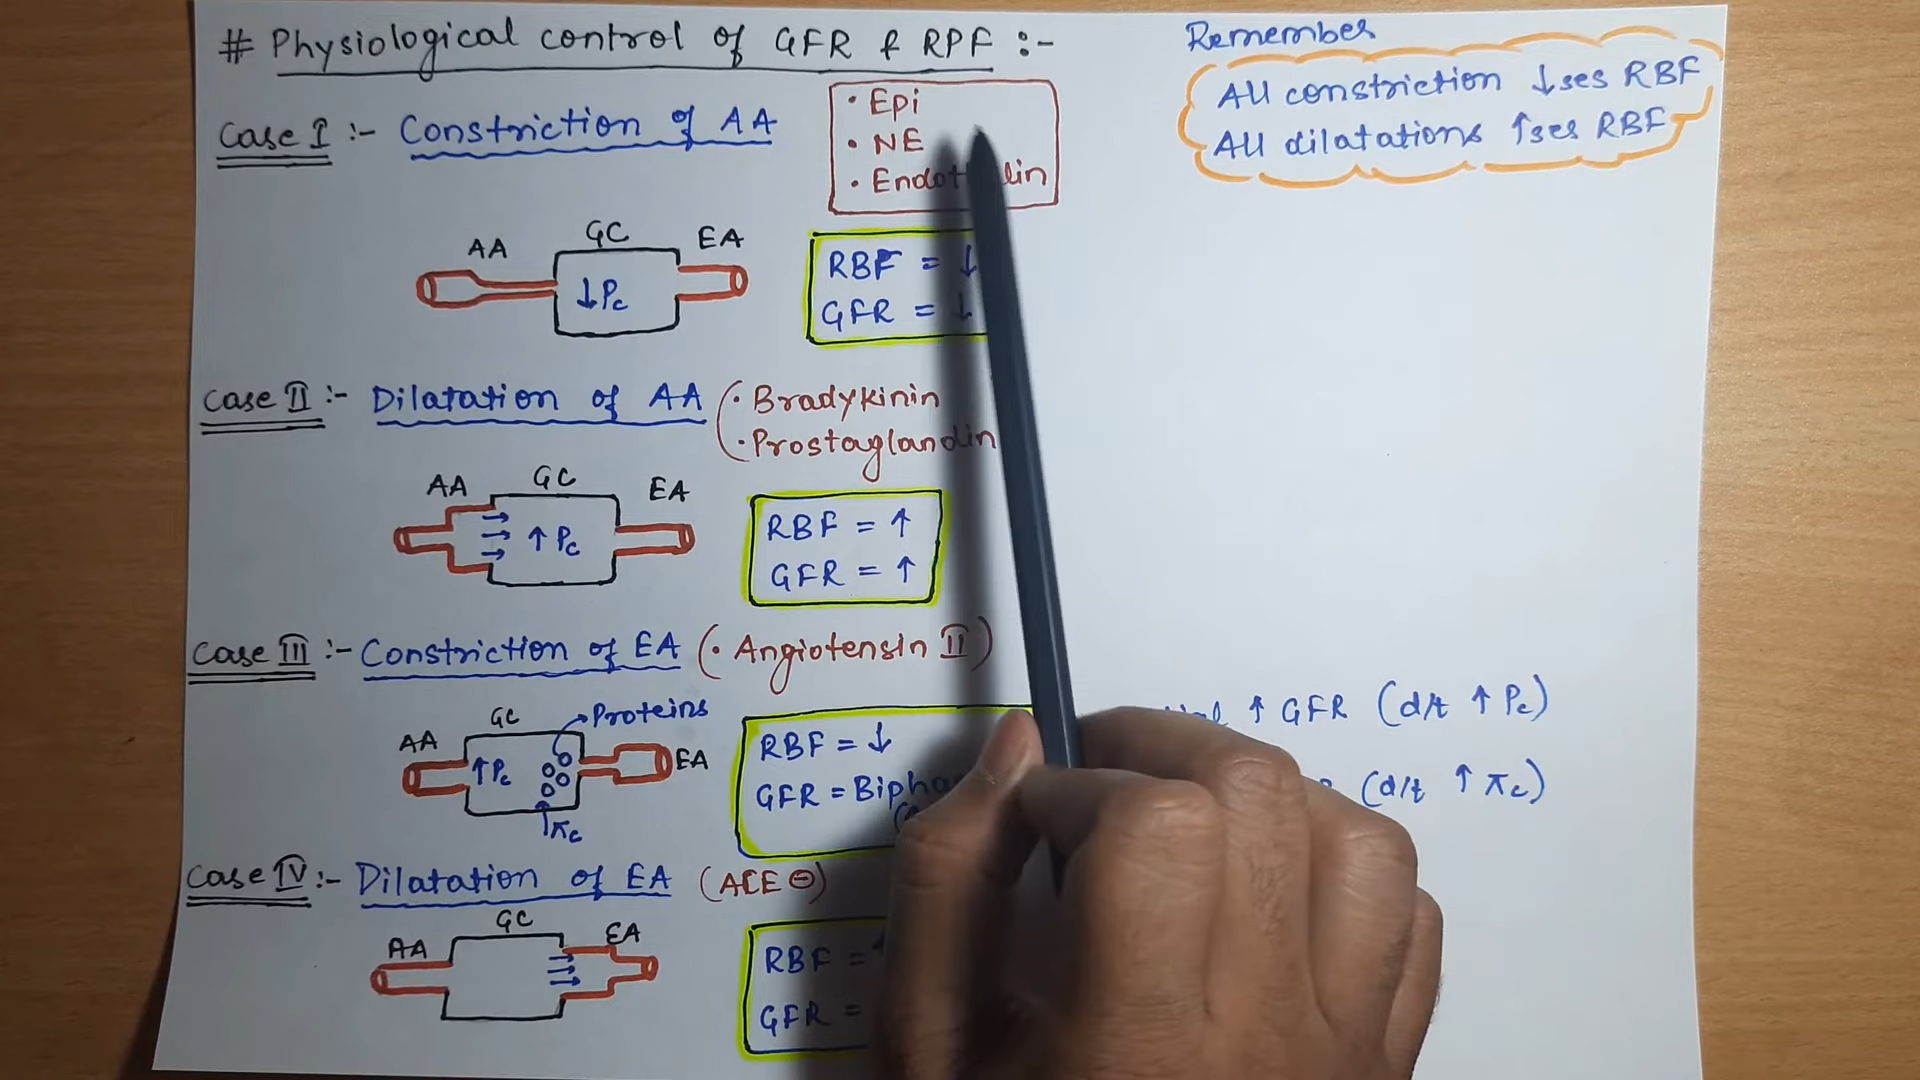 # Physiological control of GFR & RPF :-
Remember
All constriction ↓ses RBF
All dilatations ↑ses RBF
Case I :- Constriction of AA
• Epi
• NE
AA
GC
EA
↓Pc
RBF = ↓
GFR = ↓
Case II :- Dilatation of AA
(• Bradykinin
• Prostaglandin
AA
GC
EA
↑ Pc
RBF = ↑
GFR = ↑
Case III :- Constriction of EA (• Angiotensin II)
AA
GC
Proteins
EA
↑Pc
↑πc
RBF = ↓
GFR =
↑ GFR (d/t ↑ Pc)
(d/t ↑ πc)
Case IV :- Dilatation of EA (ACE ⊖)
AA
GC
EA
RBF =
GFR =